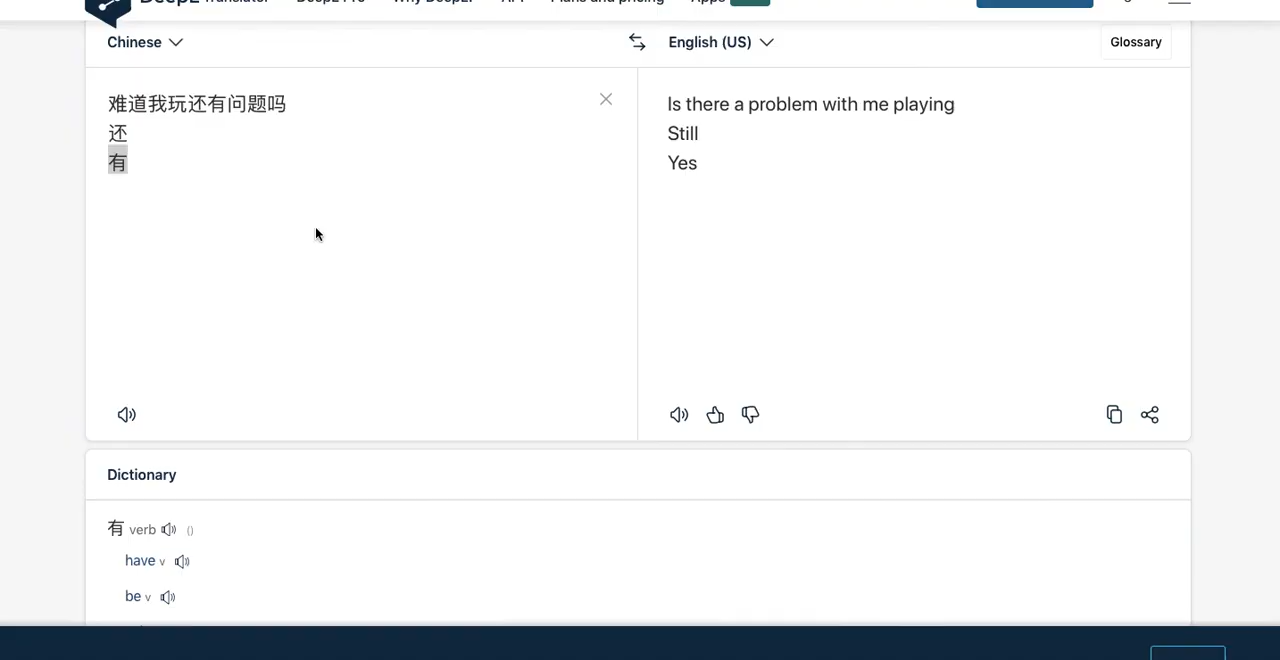 Chinese English (US) Glossary
难道我玩还有问题吗
还
有
Is there a problem with me playing
Still
Yes
Dictionary
有 verb ()
have v
be v